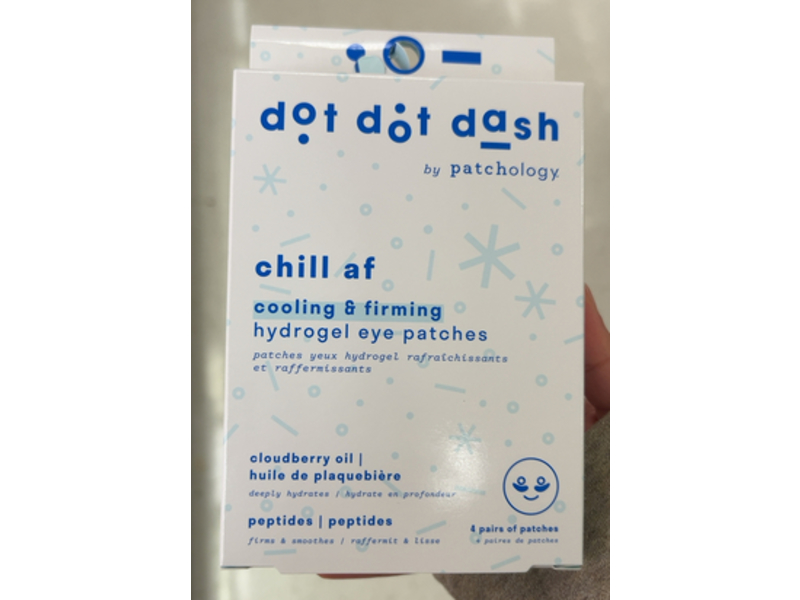 dot dot dash
by patchology
chill af
cooling & firming
hydrogel eye patches
patches yeux hydrogel rafraîchissants
et raffermissants
cloudberry oil |
huile de plaquebière
deeply hydrates / hydrate en profondeur
peptides | peptides
firms & smoothes / raffermit & lisse
4 pairs of patches
4 paires de patches